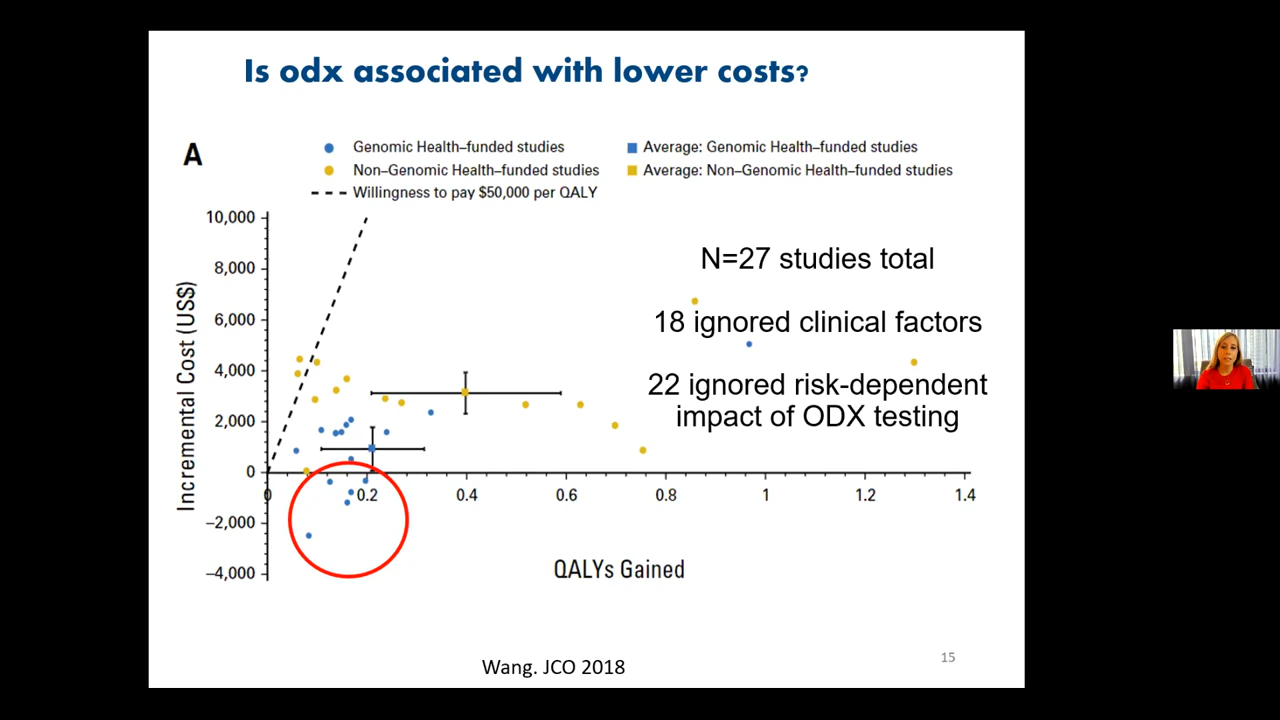 Is odx associated with lower costs?
A
Genomic Health–funded studies
Average: Genomic Health–funded studies
Non–Genomic Health–funded studies
Average: Non–Genomic Health–funded studies
Willingness to pay $50,000 per QALY
10,000
8,000
6,000
4,000
2,000
0
–2,000
–4,000
Incremental Cost (US$)
N=27 studies total
18 ignored clinical factors
22 ignored risk-dependent
impact of ODX testing
0 0.2 0.4 0.6 0.8 1 1.2 1.4
QALYs Gained
Wang. JCO 2018
15